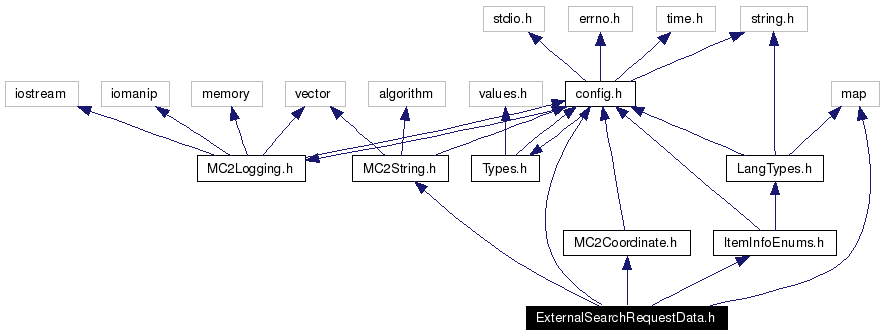 stdio.h errno.h time.h string.h
iostream iomanip memory vector algorithm values.h config.h map
MC2Logging.h MC2String.h Types.h LangTypes.h
MC2Coordinate.h ItemInfoEnums.h
ExternalSearchRequestData.h